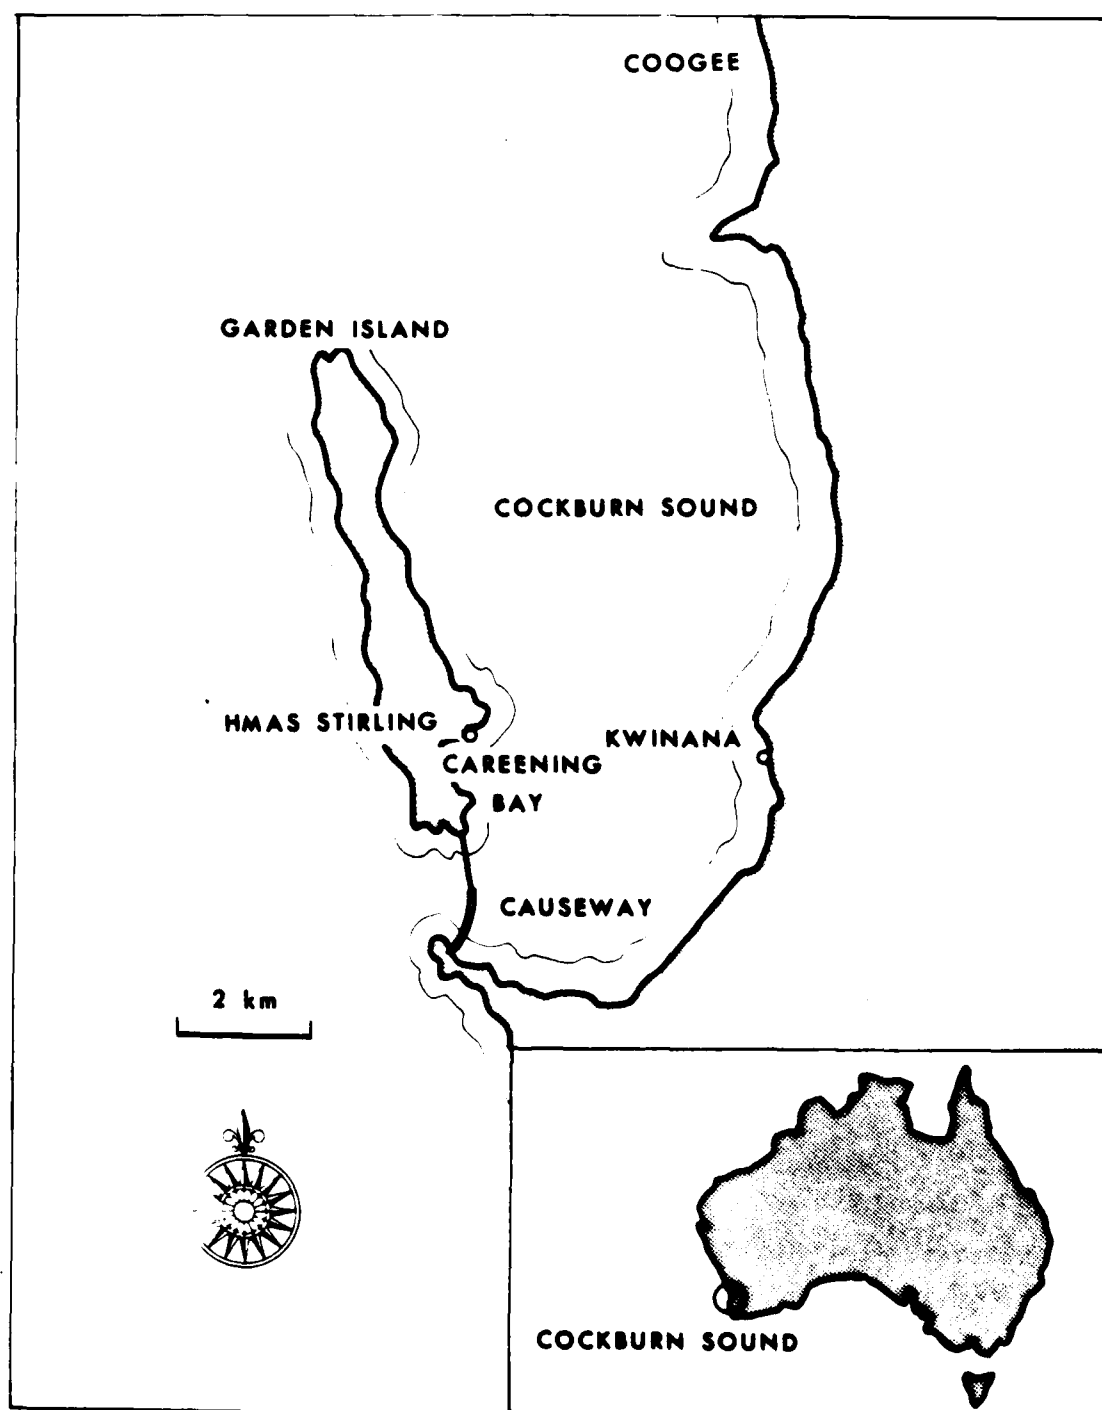 COOGEE
GARDEN ISLAND
COCKBURN SOUND
HMAS STIRLING
KWINANA
CAREENING
BAY
CAUSEWAY
2 km
COCKBURN SOUND